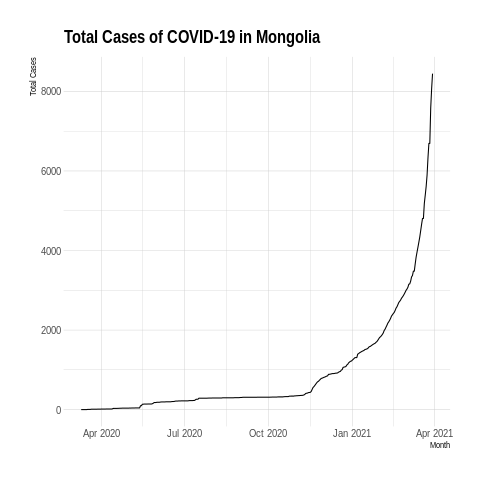 Total Cases of COVID-19 in Mongolia
Total Cases
8000
6000
4000
2000
0
Apr 2020
Jul 2020
Oct 2020
Jan 2021
Apr 2021
Month